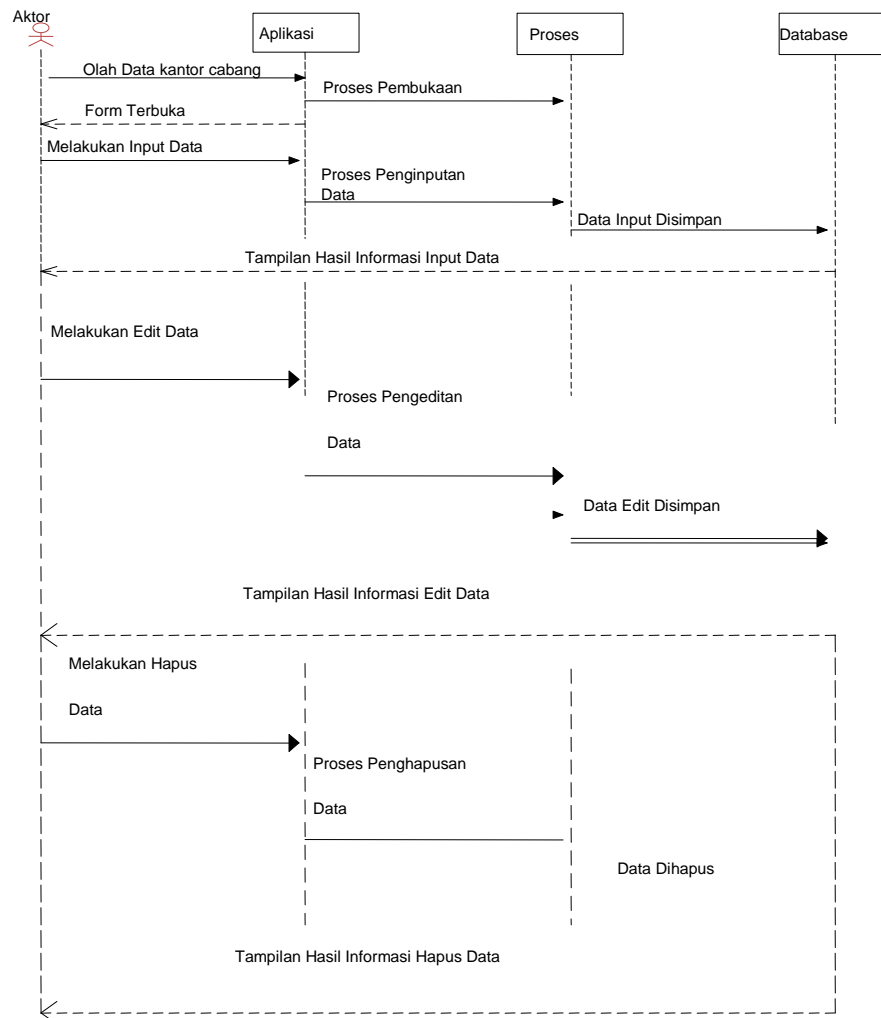 Aktor
Aplikasi
Proses
Database
Olah Data kantor cabang
Proses Pembukaan
Form Terbuka
Melakukan Input Data
Proses Penginputan
Data
Data Input Disimpan
Tampilan Hasil Informasi Input Data
Melakukan Edit Data
Proses Pengeditan
Data
Data Edit Disimpan
Tampilan Hasil Informasi Edit Data
Melakukan Hapus
Data
Proses Penghapusan
Data
Data Dihapus
Tampilan Hasil Informasi Hapus Data